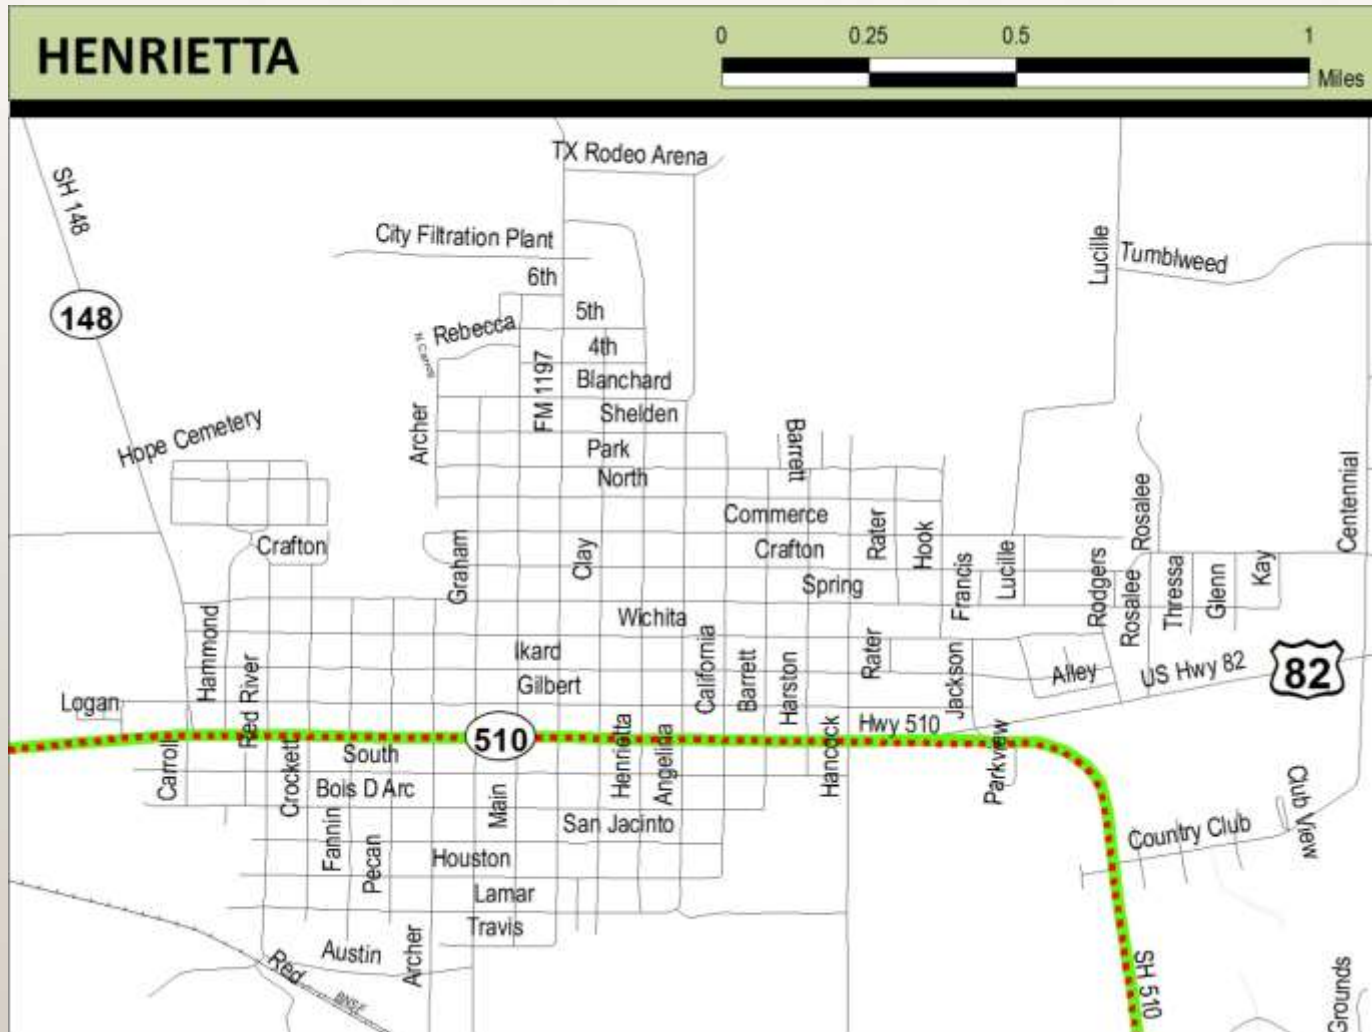 HENRIETTA
0 0.25 0.5 1
Miles
TX Rodeo Arena
SH 148
City Filtration Plant
Lucille
Tumblweed
6th
148
5th
Rebecca
N Carroll
4th
FM 1197
Blanchard
Archer
Shelden
Hope Cemetery
Barrett
Park
North
Centennial
Commerce
Rater
Hook
Rosalee
Crafton
Graham
Clay
Crafton
Spring
Francis
Lucille
Rodgers
Rosalee
Thressa
Glenn
Kay
Hammond
Wichita
Red River
Ikard
California
Barrett
Harston
Rater
Jackson
Alley
US Hwy 82
82
Gilbert
Logan
Hwy 510
510
Carroll
Crockett
South
Henrietta
Angelina
Hancock
Parkview
Bois D Arc
Main
Club View
San Jacinto
Country Club
Fannin
Pecan
Houston
Lamar
Travis
Archer
Austin
Red
BNSF
SH 510
Grounds